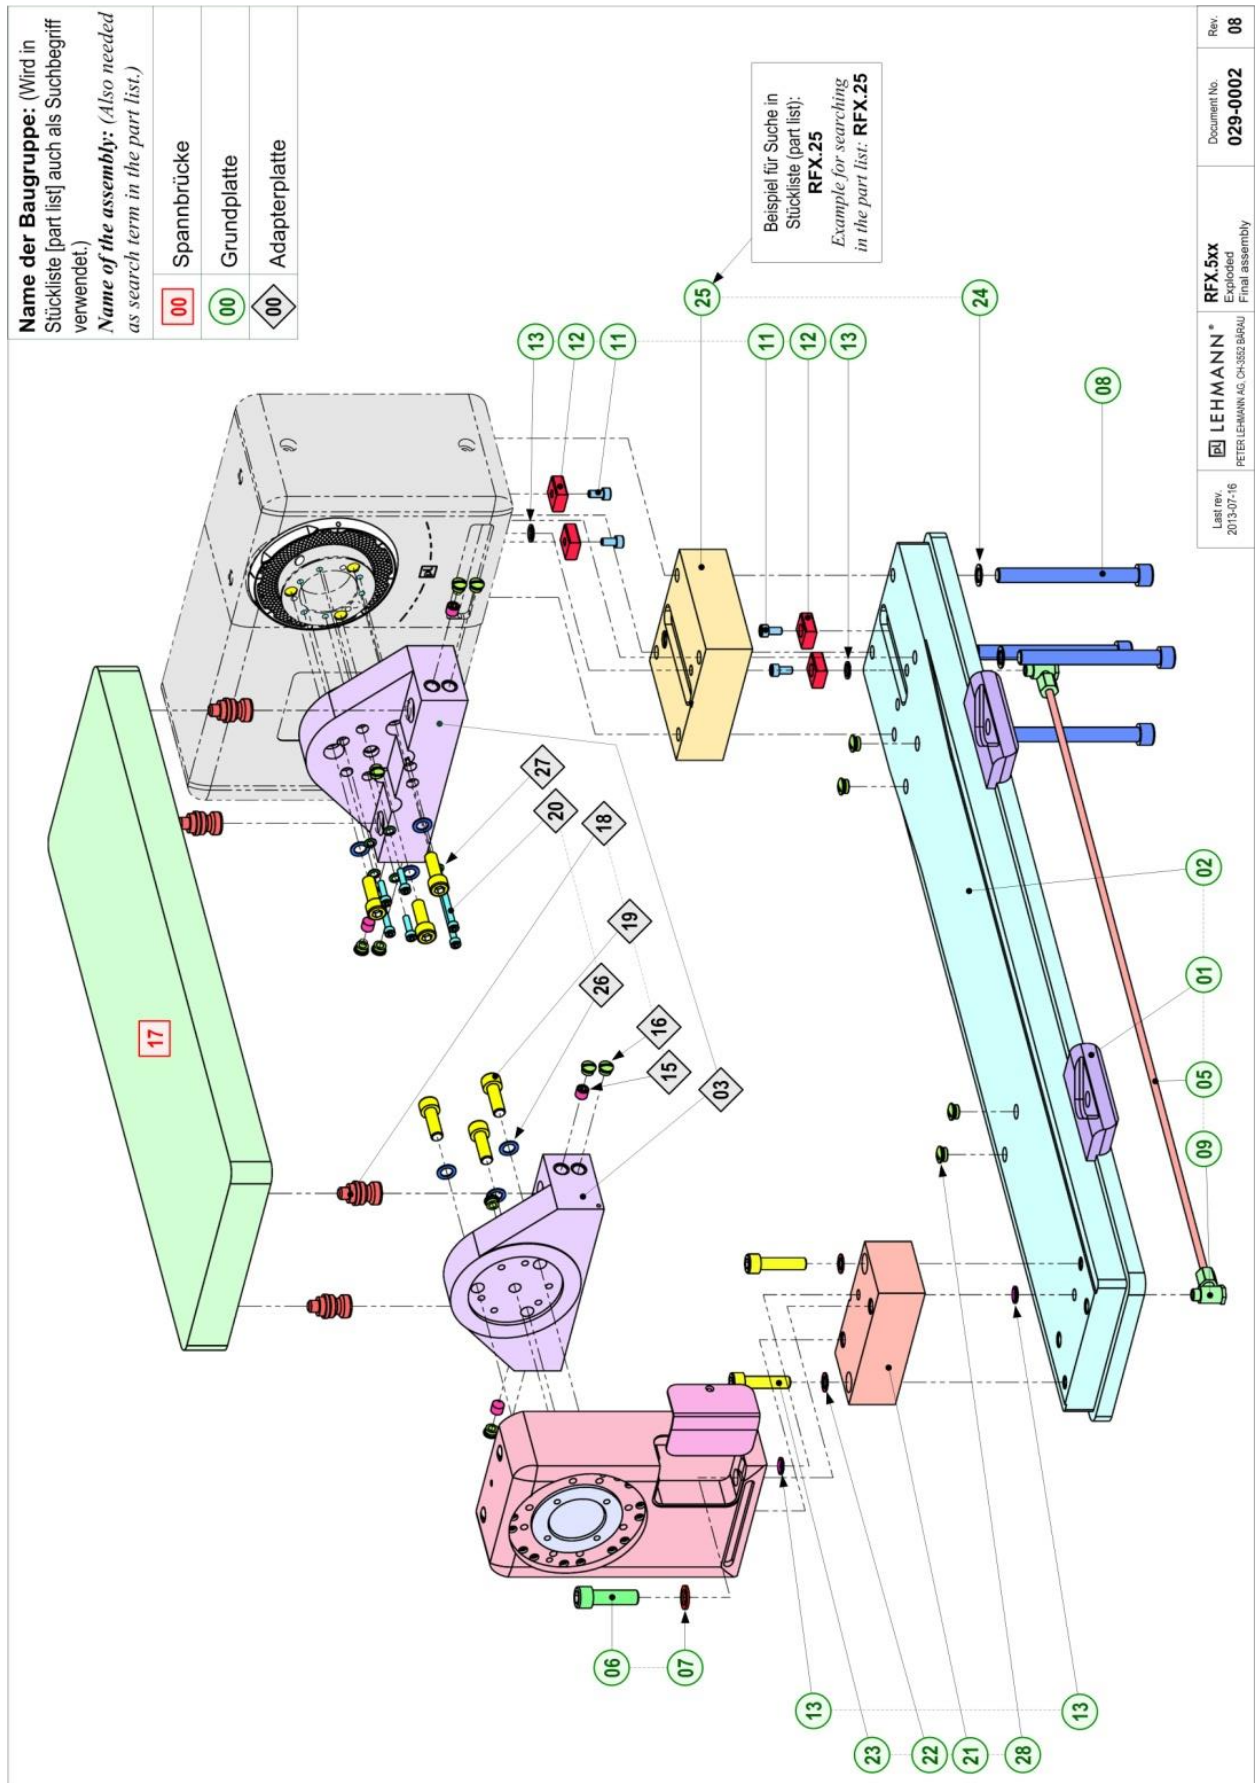 Name der Baugruppe: (Wird in
Stückliste [part list] auch als Suchbegriff
verwendet.)
Name of the assembly: (Also needed
as search term in the part list.)
00 Spannbrücke
00 Grundplatte
00 Adapterplatte
17
27
20
18
19
26
16
15
03
13
12
11
11
12
13
25
24
08
Beispiel für Suche in
Stückliste (part list):
RFX.25
Example for searching
in the part list: RFX.25
02
01
05
09
06
07
13
13
23
22
21
28
pL
Last rev.
2013-07-16
pL LEHMANN ®
PETER LEHMANN AG, CH-3552 BÄRAU
RFX.5xx
Exploded
Final assembly
Document No.
029-0002
Rev.
08